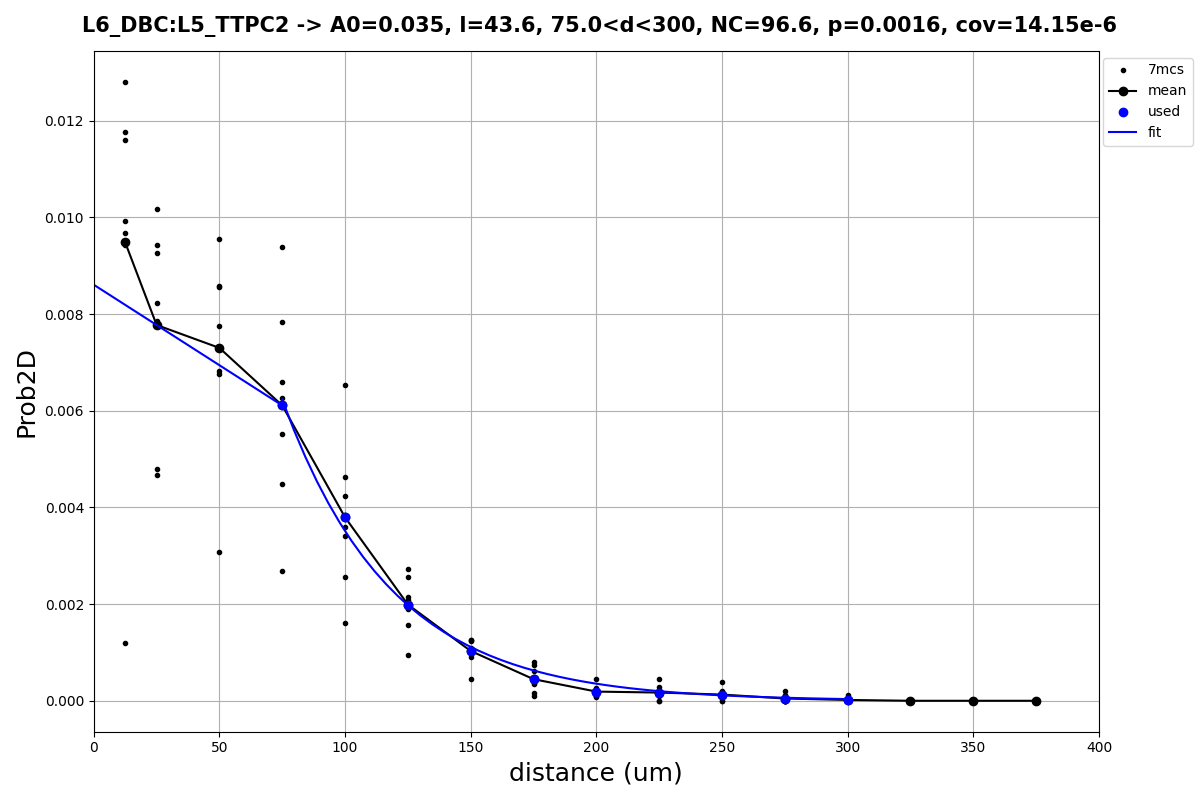 L6_DBC:L5_TTPC2 -> A0=0.035, l=43.6, 75.0<d<300, NC=96.6, p=0.0016, cov=14.15e-6
7mcs
mean
used
fit
0.012
0.010
0.008
0.006
0.004
0.002
0.000
Prob2D
0 50 100 150 200 250 300 350 400
distance (um)